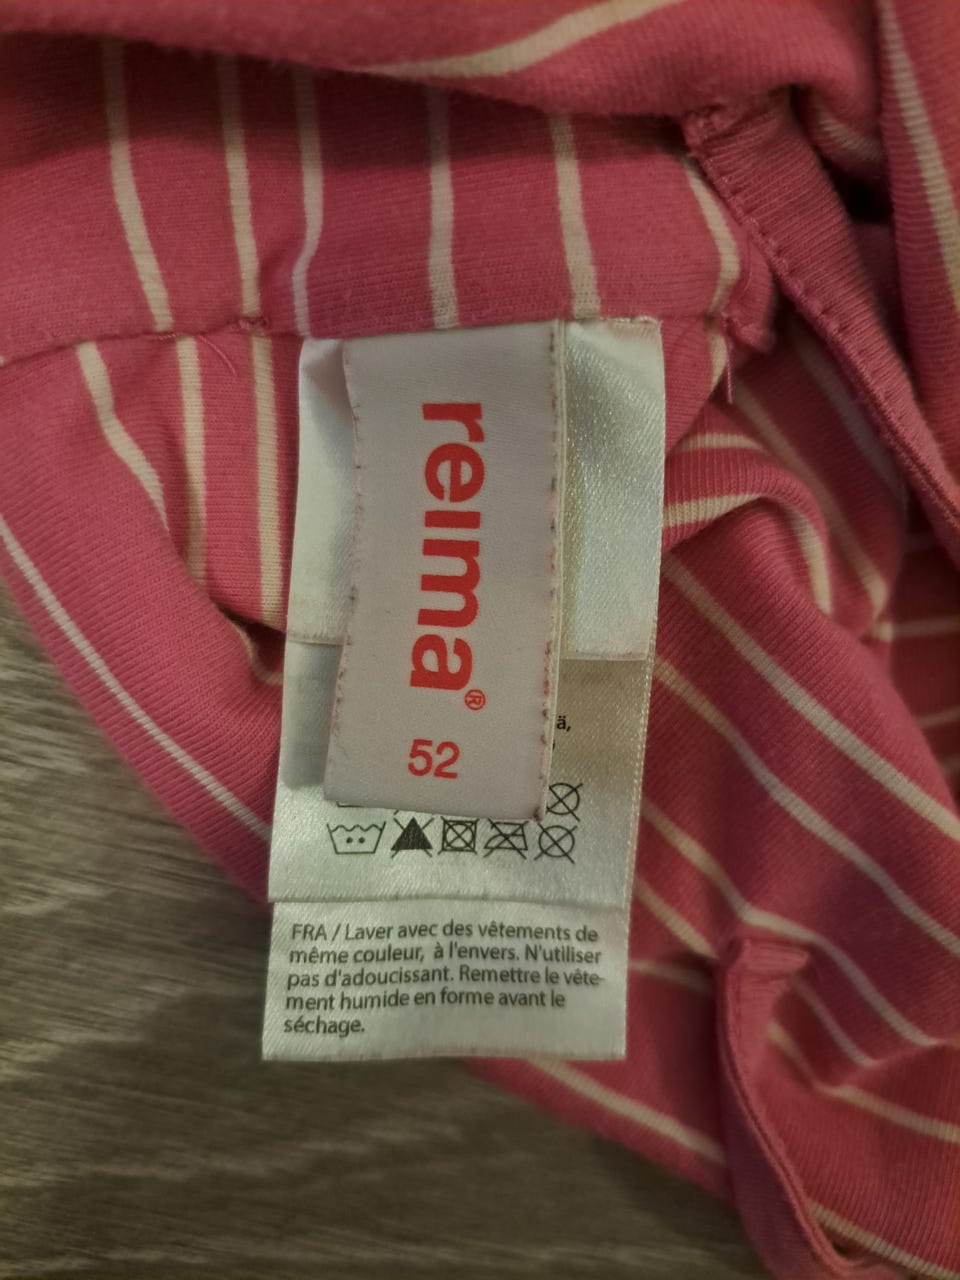 reima®
52
ä,
FRA / Laver avec des vêtements de
même couleur, à l'envers. N'utiliser
pas d'adoucissant. Remettre le vête-
ment humide en forme avant le
séchage.